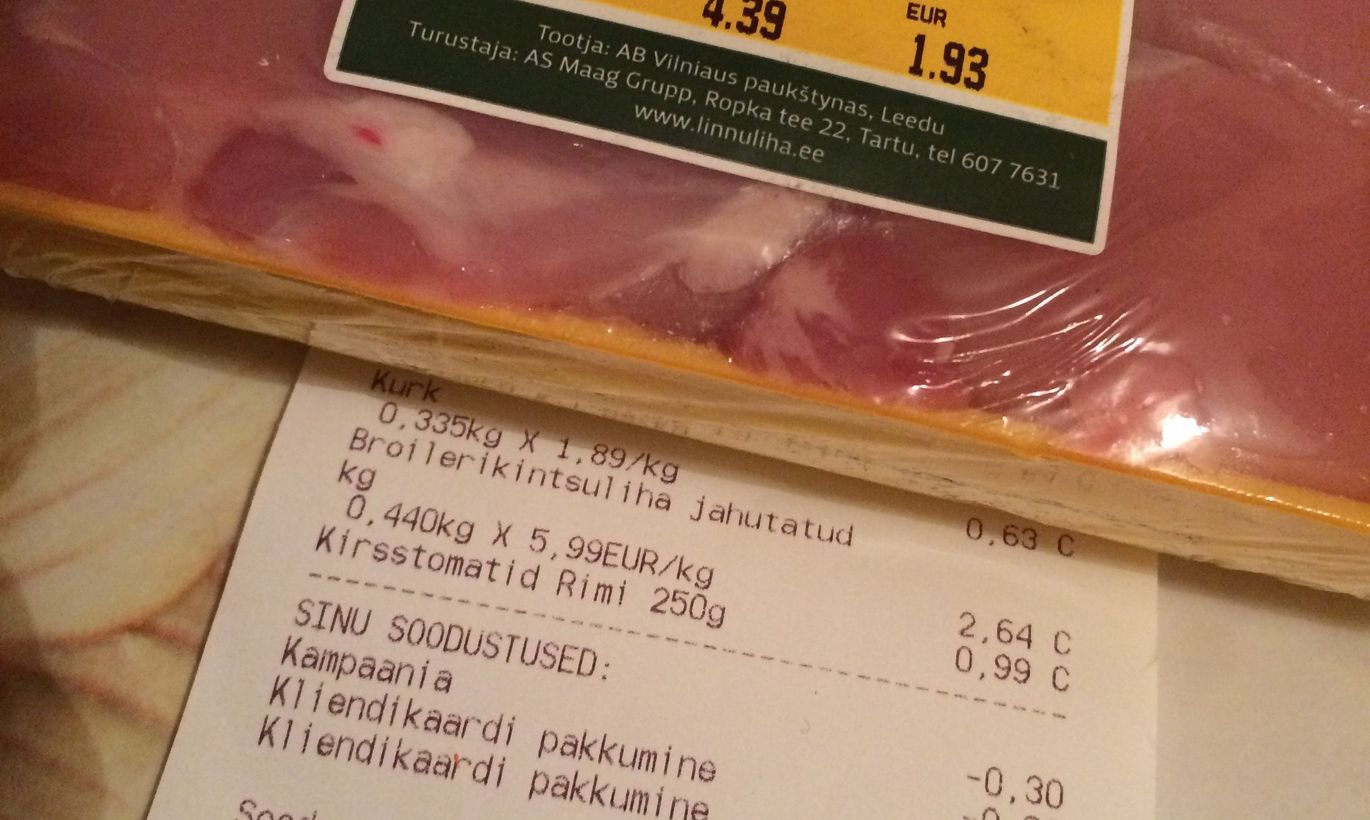 4.39
EUR
1.93
Tootja: AB Vilniaus paukštynas, Leedu
Turustaja: AS Maag Grupp, Ropka tee 22, Tartu, tel 607 7631
www.linnuliha.ee
Kurk
0,335kg X 1,89/kg 0,63 C
Broilerikintsuliha jahutatud
kg
0,440kg X 5,99EUR/kg 2,64 C
Kirsstomatid Rimi 250g 0,99 C
SINU SOODUSTUSED:
Kampaania
Kliendikaardi pakkumine -0,30
Kliendikaardi pakkumine